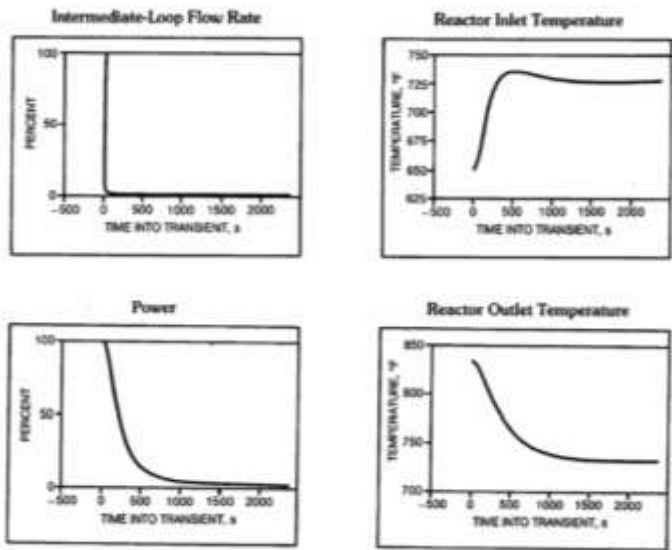 Intermediate-Loop Flow Rate
100
50
0
PERCENT
-500 0 500 1000 1500 2000
TIME INTO TRANSIENT, s
Reactor Inlet Temperature
750
725
700
650
625
TEMPERATURE, °F
-500 0 500 1000 1500 2000
TIME INTO TRANSIENT, s
Power
100
50
0
PERCENT
-500 0 500 1000 1500 2000
TIME INTO TRANSIENT, s
Reactor Outlet Temperature
850
800
750
700
TEMPERATURE, °F
-500 0 500 1000 1500 2000
TIME INTO TRANSIENT, s